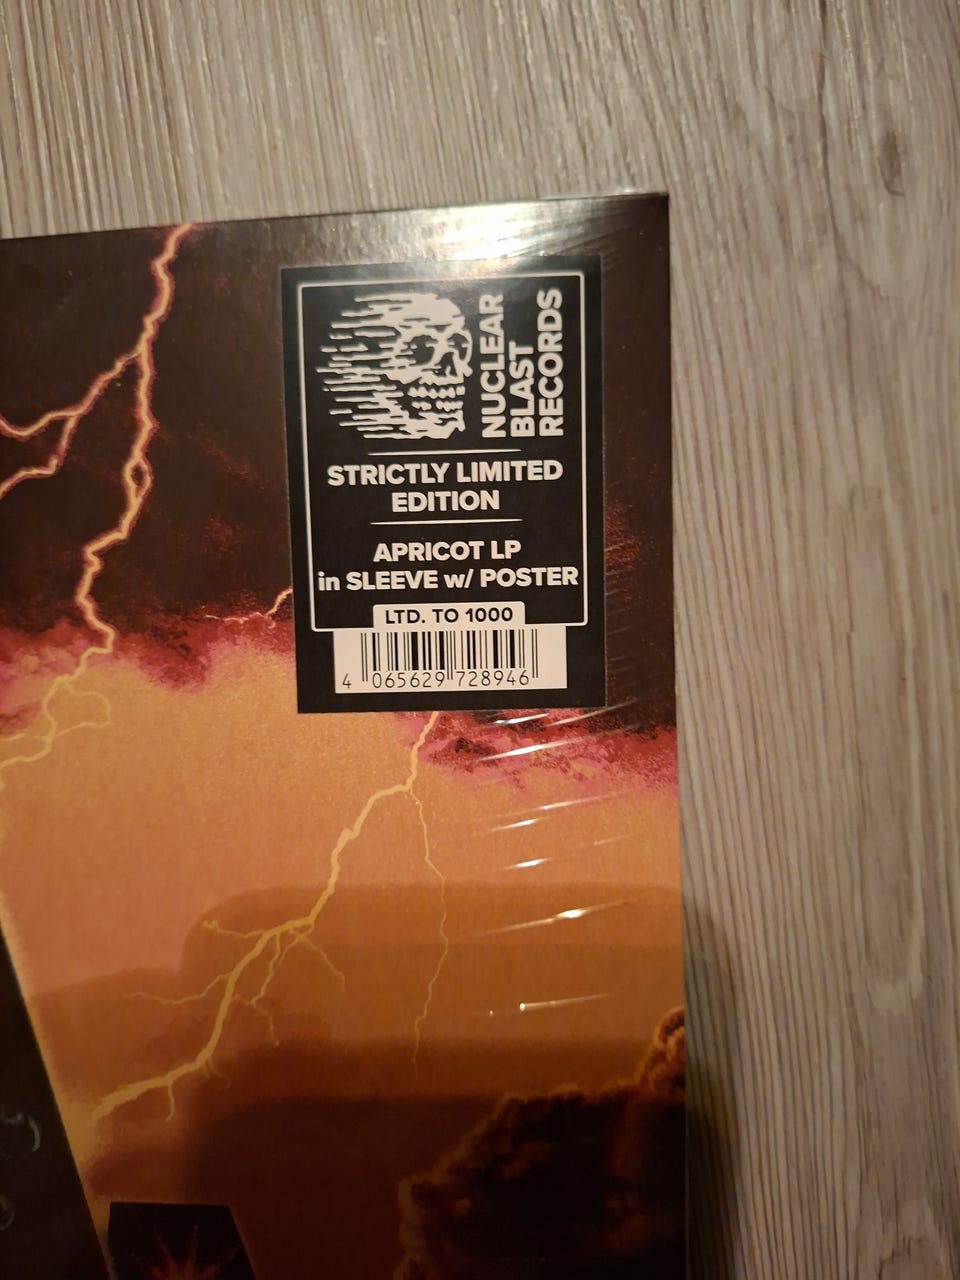 NUCLEAR
BLAST
RECORDS
STRICTLY LIMITED
EDITION
APRICOT LP
in SLEEVE w/ POSTER
LTD. TO 1000
4 065629 728946